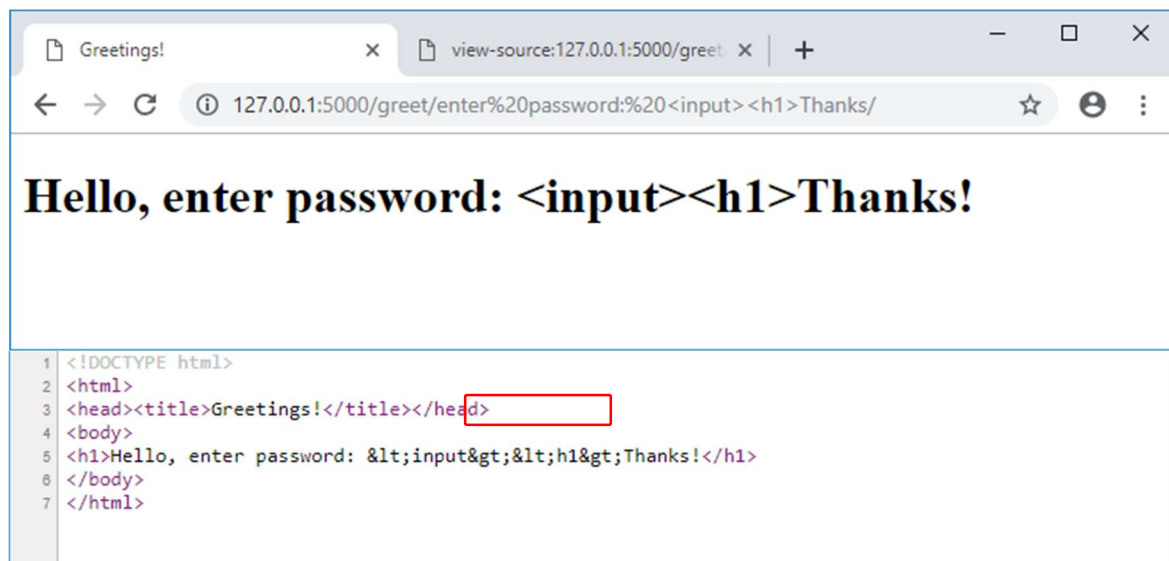 Greetings!
view-source:127.0.0.1:5000/greet
127.0.0.1:5000/greet/enter%20password:%20<input><h1>Thanks/
Hello, enter password: <input><h1>Thanks!
1 <!DOCTYPE html>
2 <html>
3 <head><title>Greetings!</title></head>
4 <body>
5 <h1>Hello, enter password: &lt;input&gt;&lt;h1&gt;Thanks!</h1>
6 </body>
7 </html>